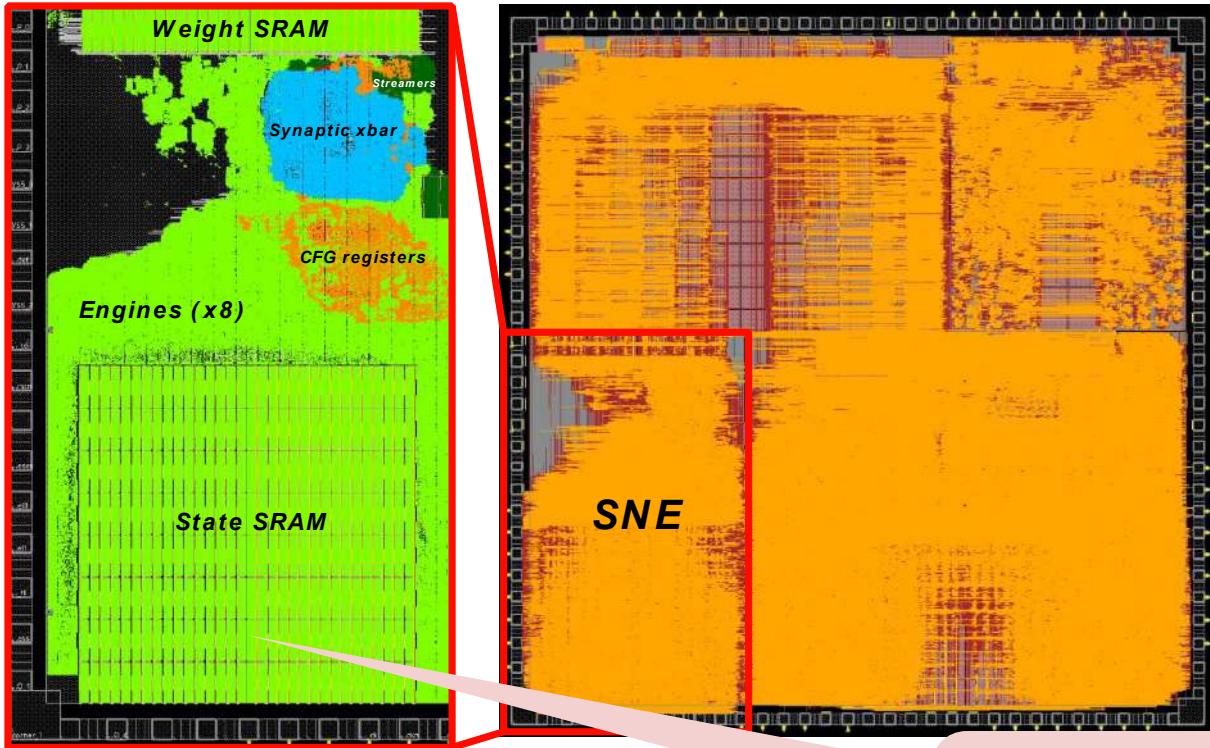 Weight SRAM
Streamers
Synaptic xbar
CFG registers
Engines (x8)
State SRAM
SNE